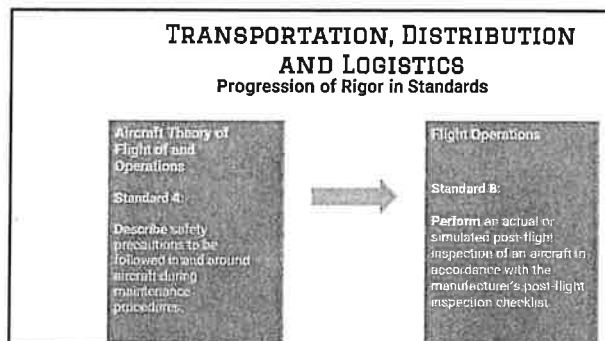 TRANSPORTATION, DISTRIBUTION
AND LOGISTICS
Progression of Rigor in Standards
Aircraft Theory of
Flight of and
Operations
Standard 4:
Describe safety
precautions to be
followed in and around
aircraft during
maintenance
procedures.
Flight Operations
Standard 8:
Perform an actual or
simulated post-flight
inspection of an aircraft in
accordance with the
manufacturer's post-flight
inspection checklist